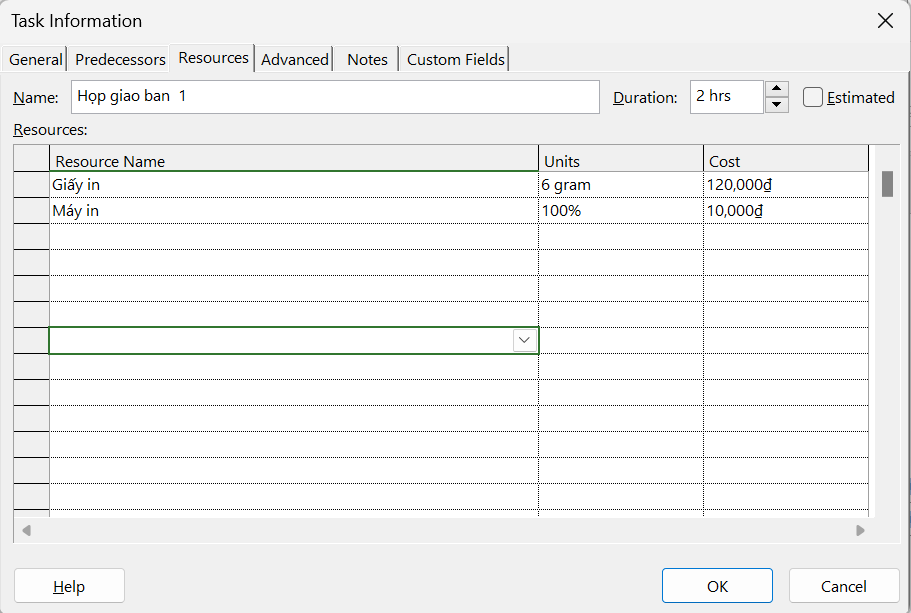 Task Information
General Predecessors Resources Advanced Notes Custom Fields
Name: Họp giao ban 1 Duration: 2 hrs Estimated
Resources:
Resource Name Units Cost
Giấy in 6 gram 120,000₫
Máy in 100% 10,000₫
Help OK Cancel